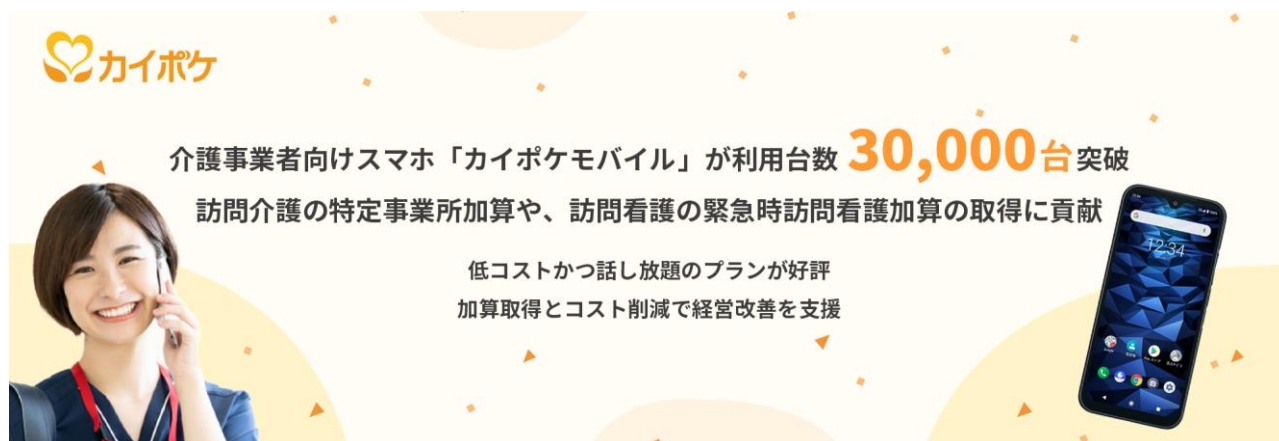 カイポケ
介護事業者向けスマホ「カイポケモバイル」が利用台数 30,000台突破
訪問介護の特定事業所加算や、訪問看護の緊急時訪問看護加算の取得に貢献
低コストかつ話し放題のプランが好評
加算取得とコスト削減で経営改善を支援
12:34